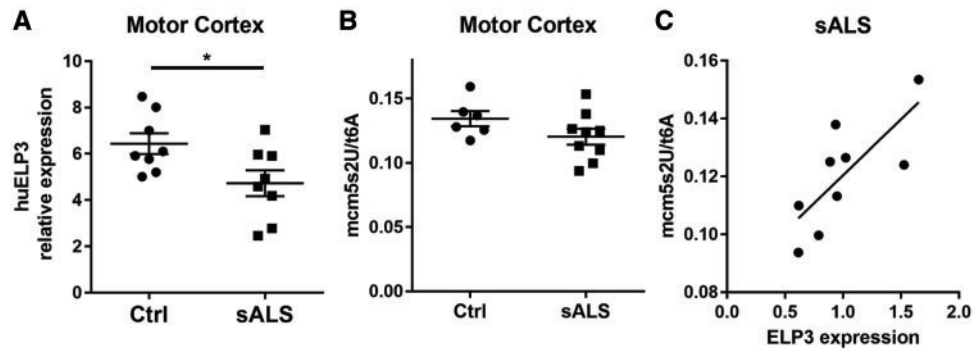 A
Motor Cortex
*
10
8
6
4
2
0
huELP3
relative expression
Ctrl
sALS
B
Motor Cortex
0.15
0.10
0.05
0.00
mcm5s2U/t6A
Ctrl
sALS
C
sALS
0.16
0.14
0.12
0.10
0.08
mcm5s2U/t6A
0.0
0.5
1.0
1.5
2.0
ELP3 expression